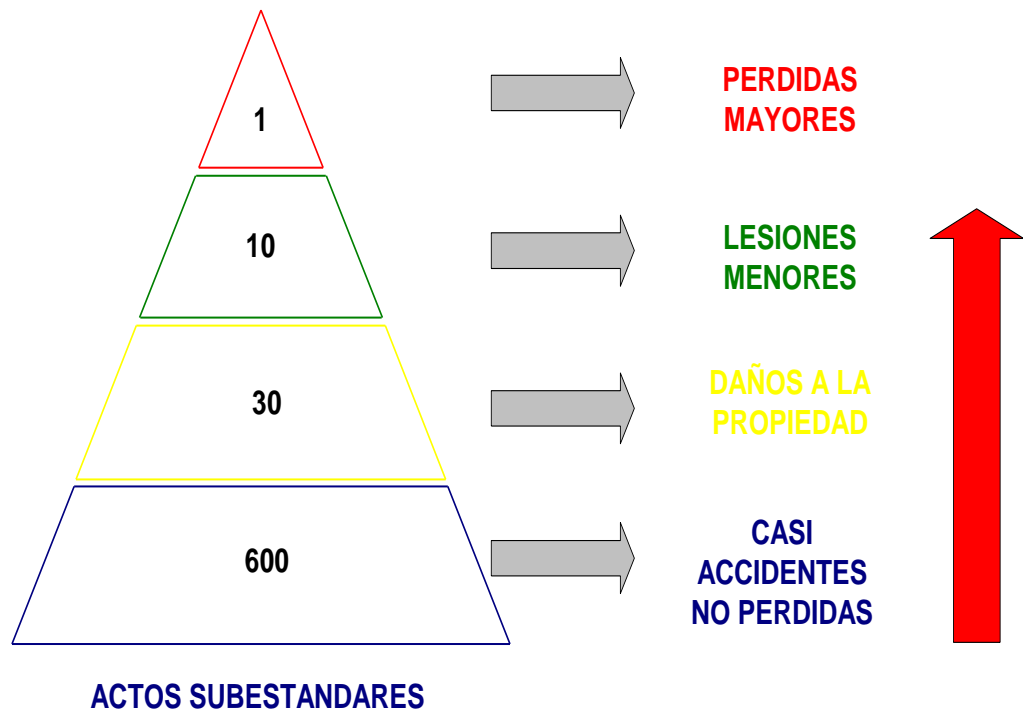 1
PERDIDAS
MAYORES
10
LESIONES
MENORES
30
DAÑOS A LA
PROPIEDAD
600
CASI
ACCIDENTES
NO PERDIDAS
ACTOS SUBESTANDARES